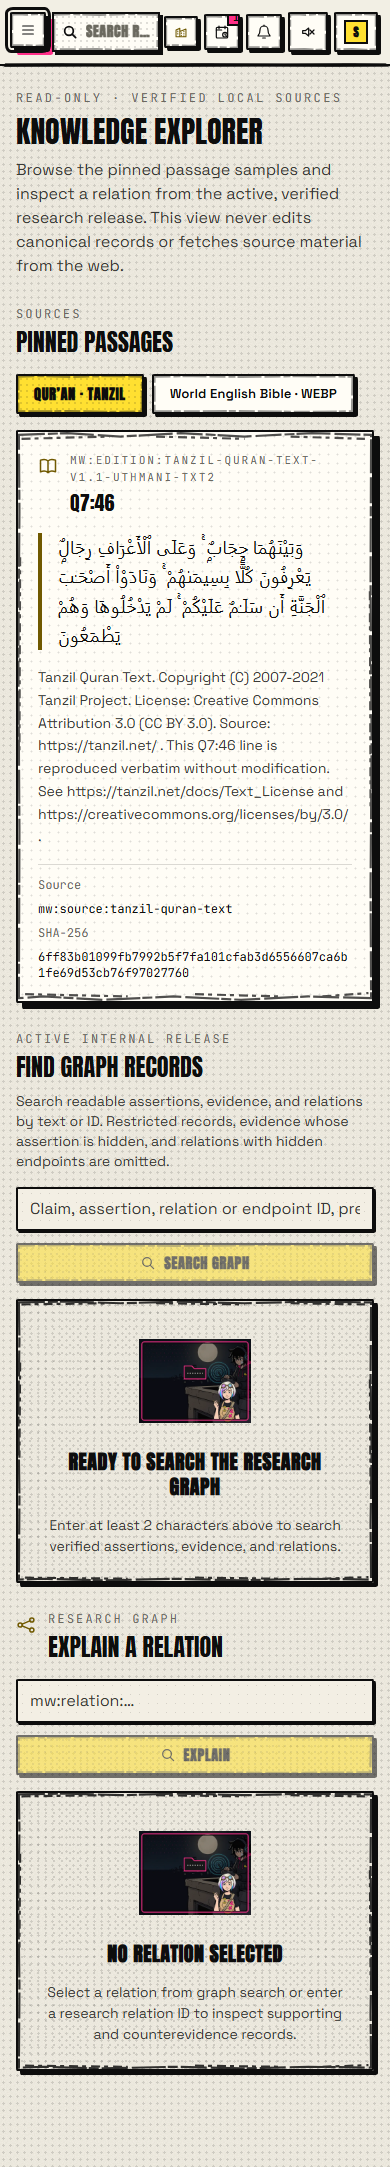 SEARCH R...
$
READ-ONLY · VERIFIED LOCAL SOURCES
KNOWLEDGE EXPLORER
Browse the pinned passage samples and
inspect a relation from the active, verified
research release. This view never edits
canonical records or fetches source material
from the web.
SOURCES
PINNED PASSAGES
QUR'AN · TANZIL
World English Bible · WEBP
MW:EDITION:TANZIL-QURAN-TEXT-
V1.1-UTHMANI-TXT2
Q7:46
وَبَيْنَهُمَا حِجَابٌ ۚ وَعَلَى ٱلْأَعْرَافِ رِجَالٌ
يَعْرِفُونَ كُلًّۢا بِسِيمَىٰهُمْ ۚ وَنَادَوْا۟ أَصْحَـٰبَ
ٱلْجَنَّةِ أَن سَلَـٰمٌ عَلَيْكُمْ ۚ لَمْ يَدْخُلُوهَا وَهُمْ
يَطْمَعُونَ
Tanzil Quran Text. Copyright (C) 2007-2021
Tanzil Project. License: Creative Commons
Attribution 3.0 (CC BY 3.0). Source:
https://tanzil.net/ . This Q7:46 line is
reproduced verbatim without modification.
See https://tanzil.net/docs/Text_License and
https://creativecommons.org/licenses/by/3.0/
.
Source
mw:source:tanzil-quran-text
SHA-256
6ff83b01099fb7992b5f7fa101cfab3d6556607ca6b
1fe69d53cb76f97027760
ACTIVE INTERNAL RELEASE
FIND GRAPH RECORDS
Search readable assertions, evidence, and relations
by text or ID. Restricted records, evidence whose
assertion is hidden, and relations with hidden
endpoints are omitted.
Claim, assertion, relation or endpoint ID, pre
SEARCH GRAPH
READY TO SEARCH THE RESEARCH
GRAPH
Enter at least 2 characters above to search
verified assertions, evidence, and relations.
RESEARCH GRAPH
EXPLAIN A RELATION
mw:relation:…
EXPLAIN
NO RELATION SELECTED
Select a relation from graph search or enter
a research relation ID to inspect supporting
and counterevidence records.